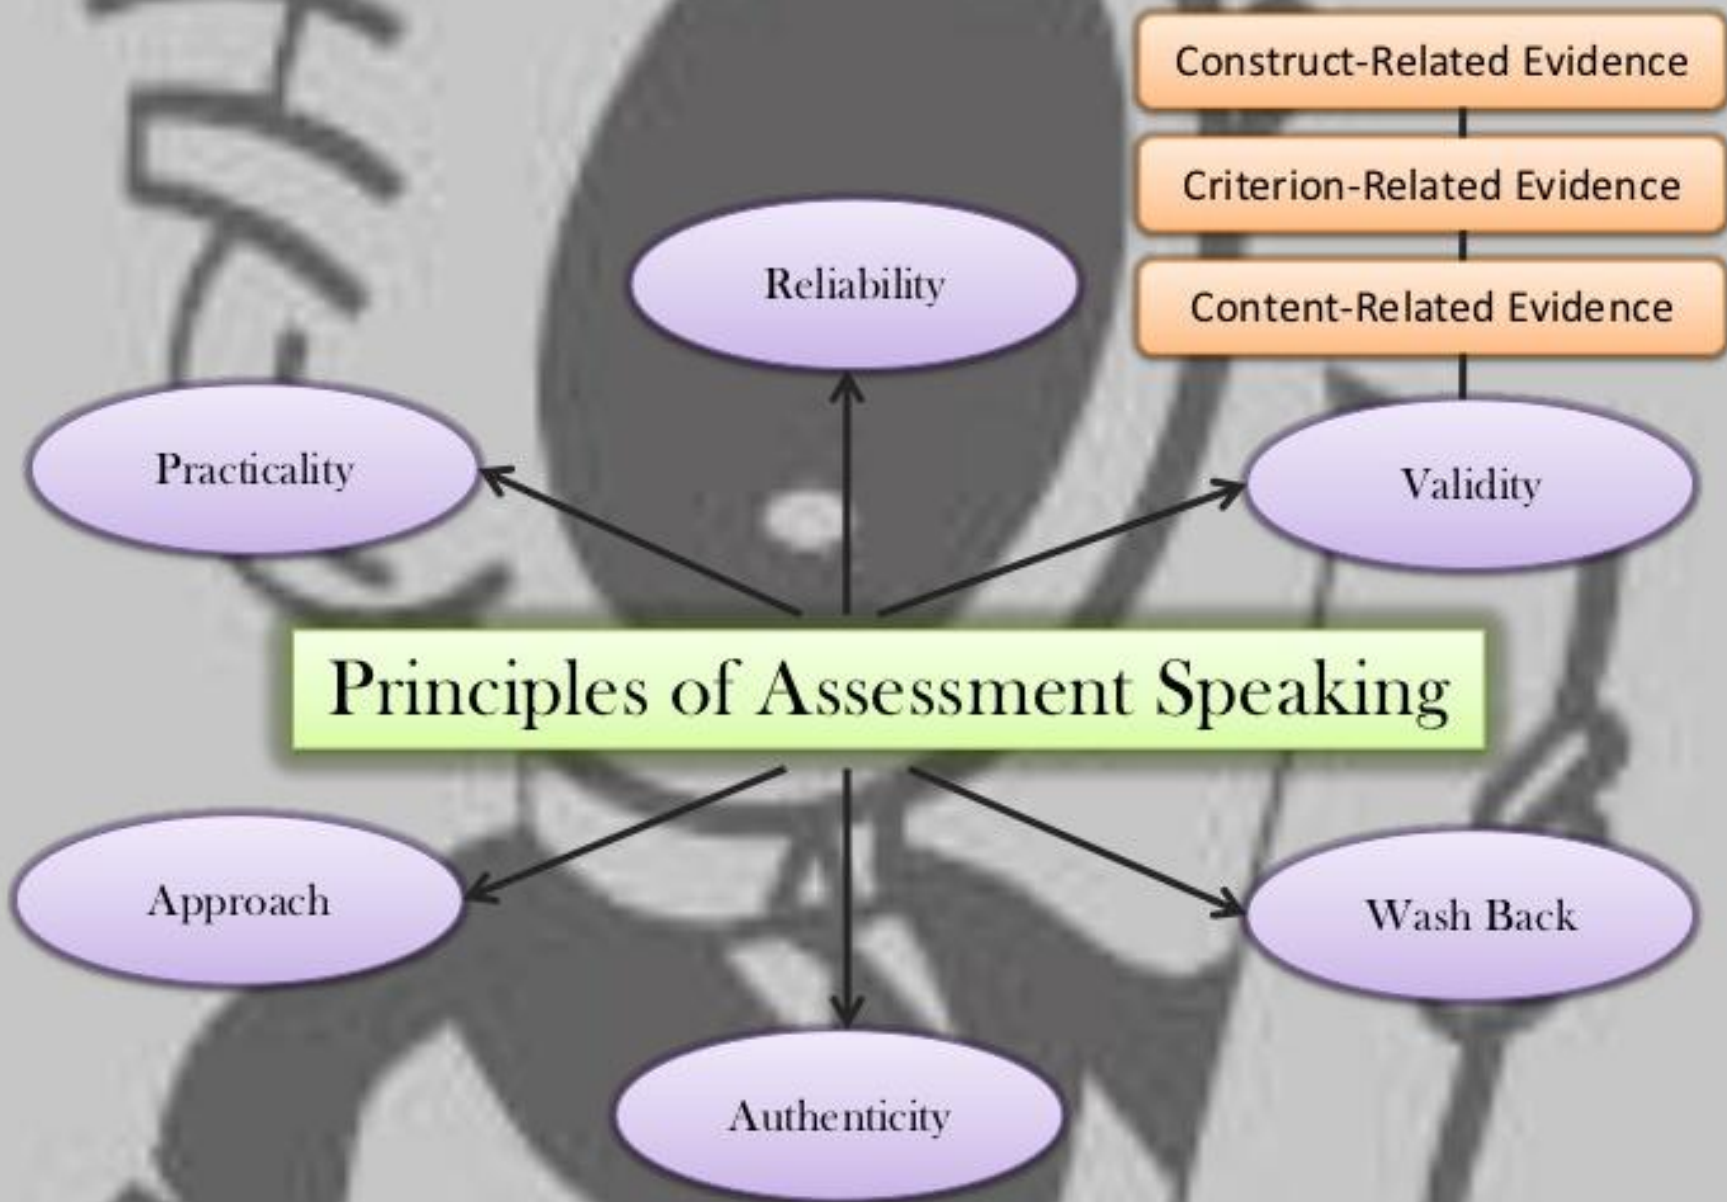 Construct-Related Evidence
Criterion-Related Evidence
Content-Related Evidence
Reliability
Practicality
Validity
Principles of Assessment Speaking
Approach
Wash Back
Authenticity